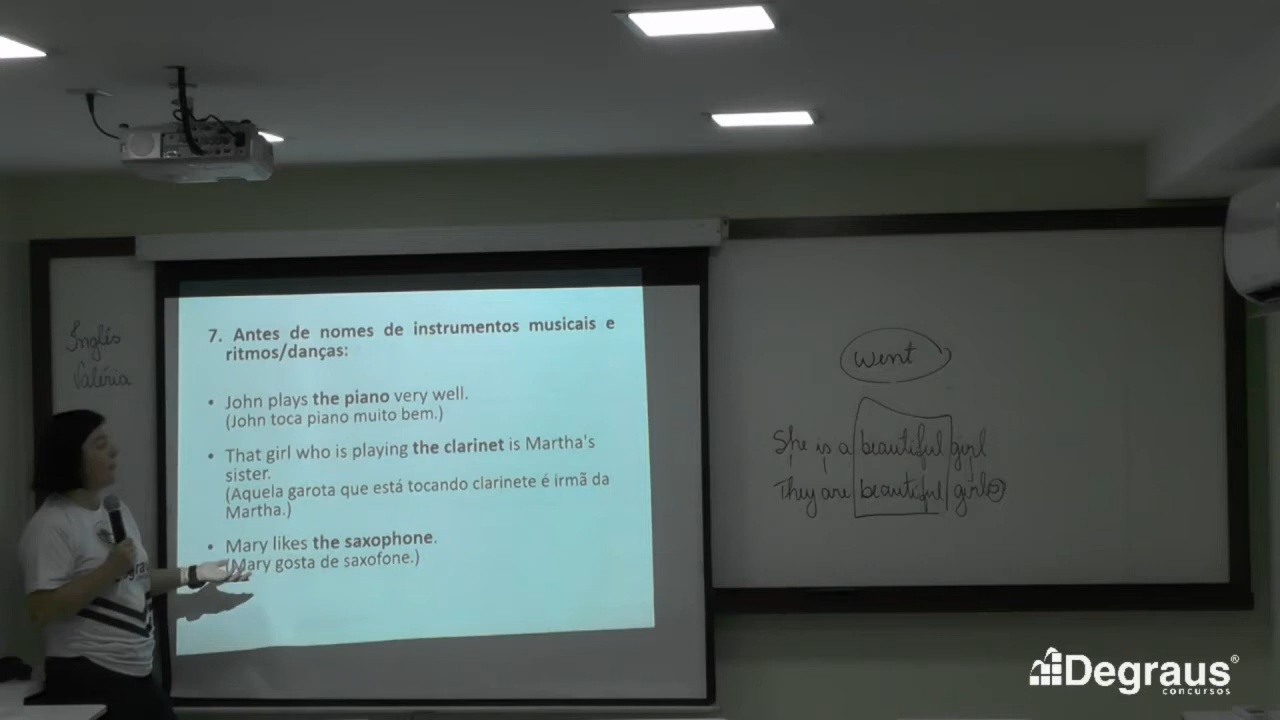 Inglês
Valéria
7. Antes de nomes de instrumentos musicais e
ritmos/danças:
• John plays the piano very well.
(John toca piano muito bem.)
• That girl who is playing the clarinet is Martha's
sister.
(Aquela garota que está tocando clarinete é irmã da
Martha.)
• Mary likes the saxophone.
(Mary gosta de saxofone.)
went
She is a beautiful girl
They are beautiful girls
Degraus®
concursos